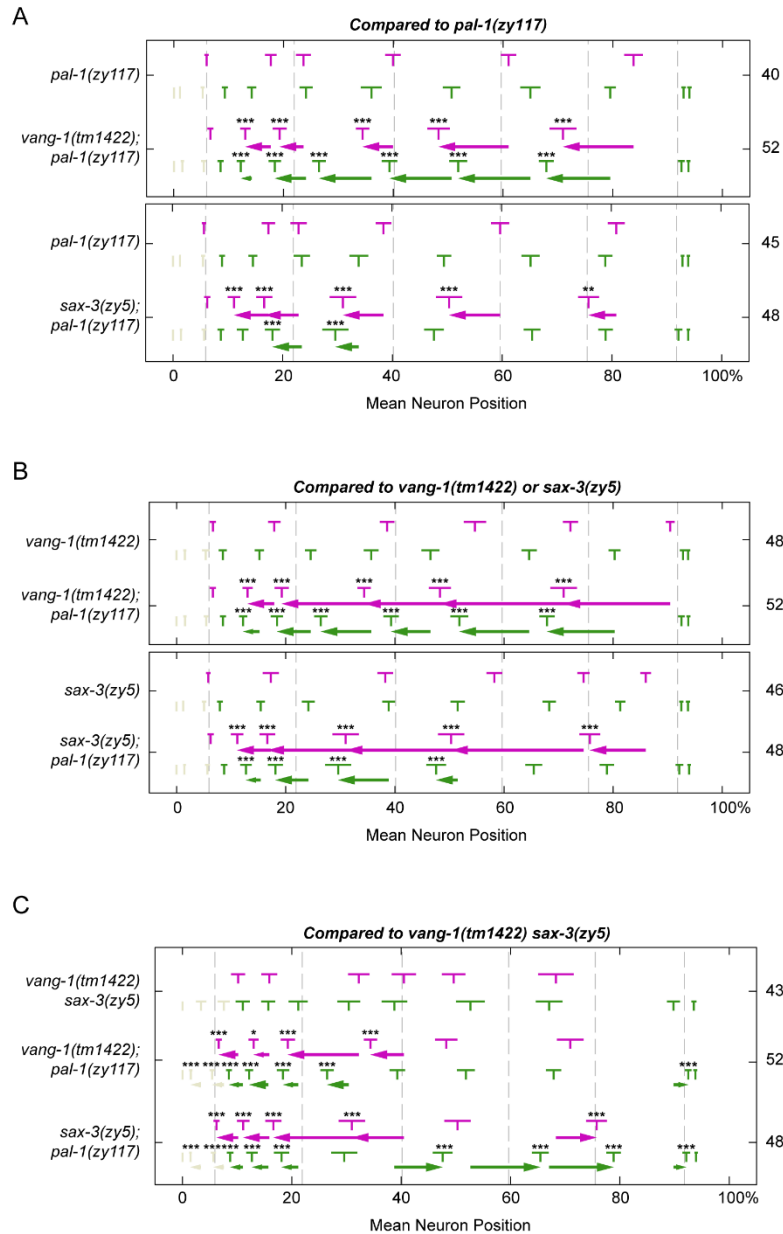 A
Compared to pal-1(zy117)
pal-1(zy117)
40
*** *** *** *** ***
vang-1(tm1422);
pal-1(zy117)
52
*** *** *** *** *** ***
pal-1(zy117)
45
*** *** *** *** **
sax-3(zy5);
pal-1(zy117)
48
*** ***
0 20 40 60 80 100%
Mean Neuron Position
B
Compared to vang-1(tm1422) or sax-3(zy5)
vang-1(tm1422)
48
*** *** *** *** ***
vang-1(tm1422);
pal-1(zy117)
52
*** *** *** *** *** ***
sax-3(zy5)
46
*** *** *** *** ***
sax-3(zy5);
pal-1(zy117)
48
*** *** *** ***
0 20 40 60 80 100%
Mean Neuron Position
C
Compared to vang-1(tm1422) sax-3(zy5)
vang-1(tm1422)
sax-3(zy5)
43
*** * *** ***
vang-1(tm1422);
pal-1(zy117)
52
*** *** *** *** *** *** ***
*** *** *** *** ***
sax-3(zy5);
pal-1(zy117)
48
*** *** *** *** *** *** *** *** ***
0 20 40 60 80 100%
Mean Neuron Position